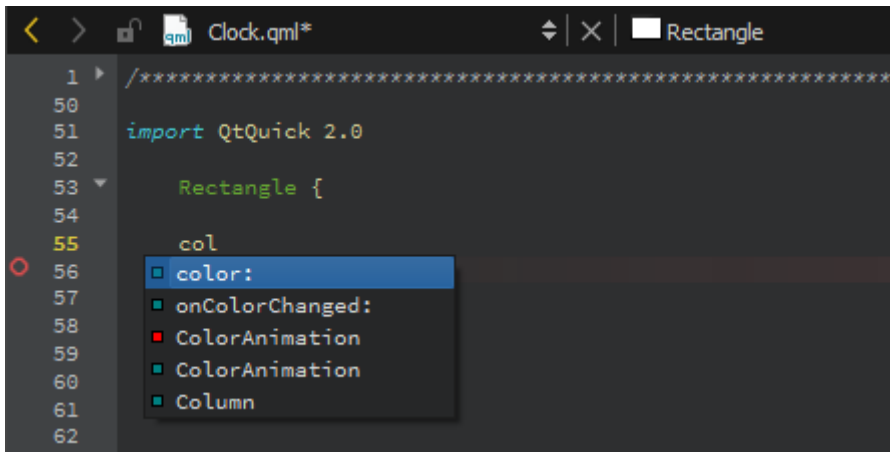 qml Clock.qml* Rectangle
1 /*********************************************************
50
51 import QtQuick 2.0
52
53 Rectangle {
54
55 col
56 color:
57 onColorChanged:
58 ColorAnimation
59
60 ColorAnimation
61 Column
62